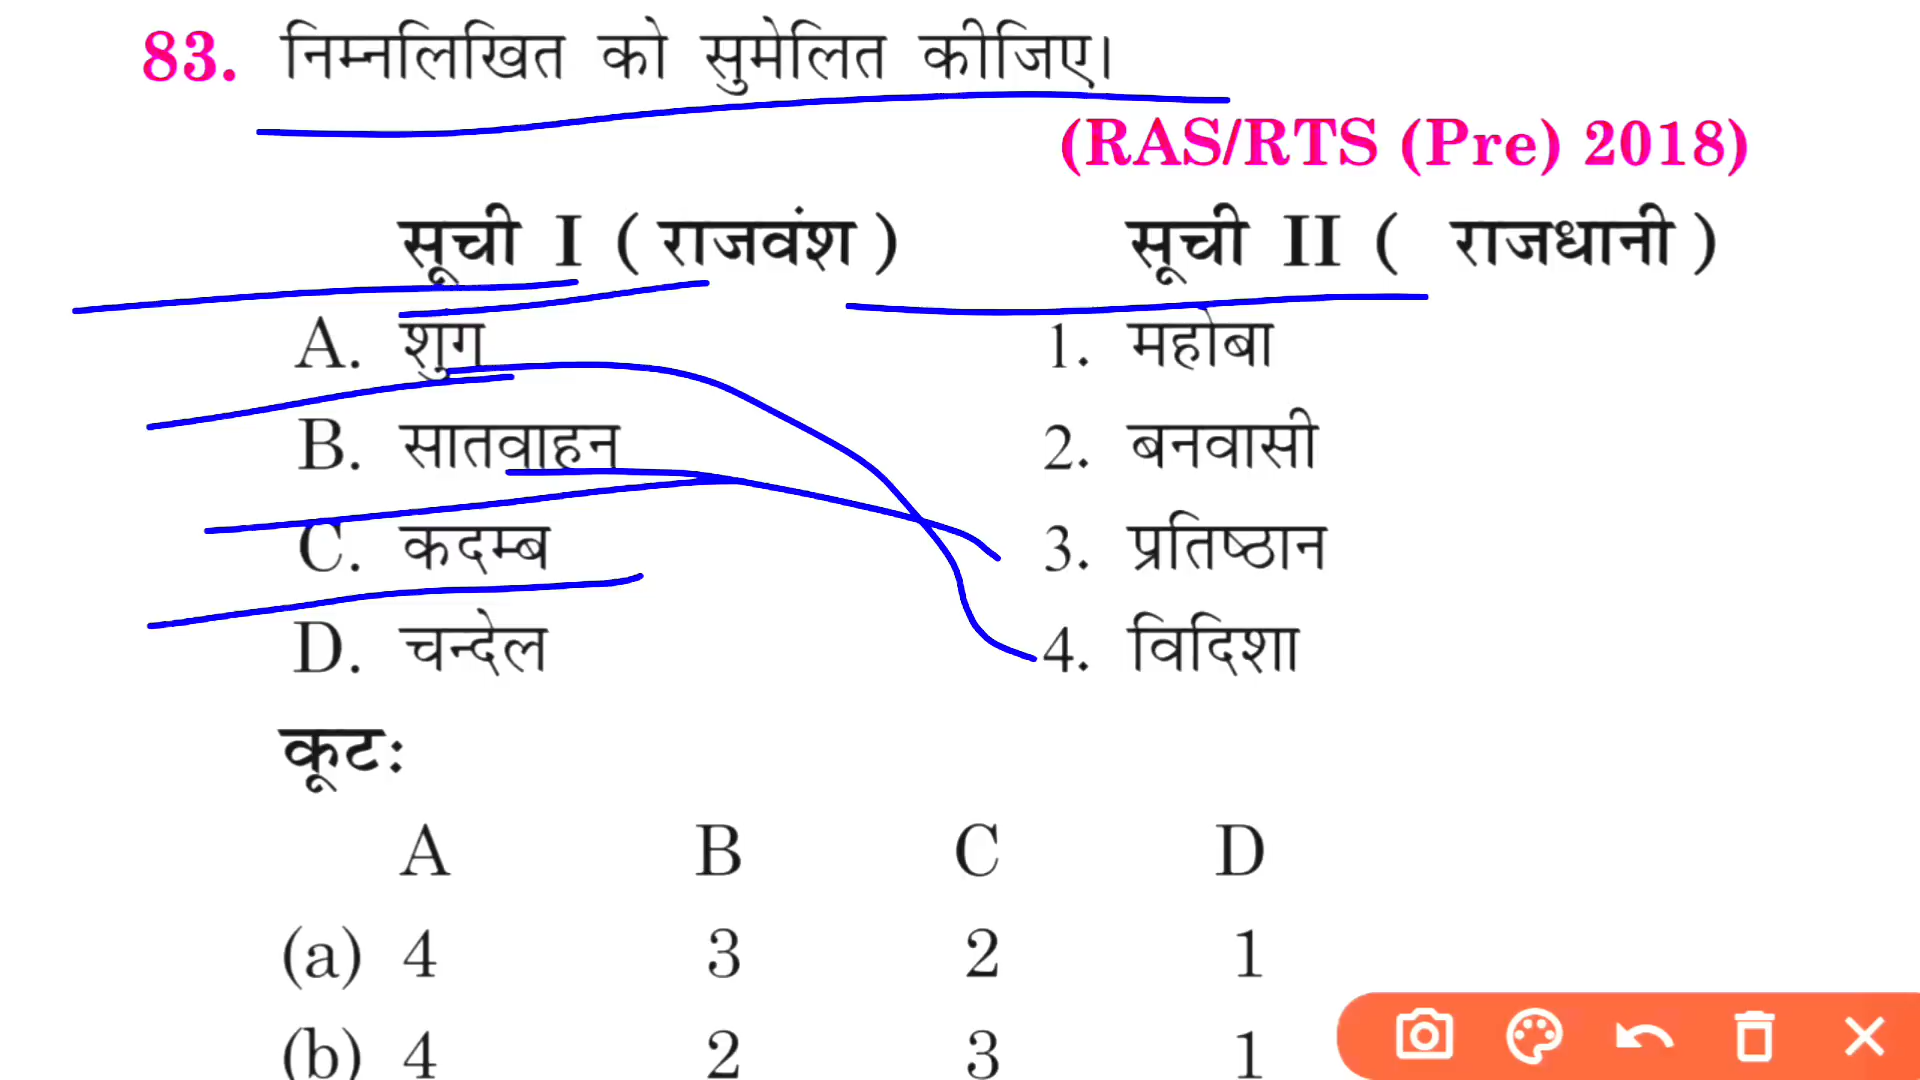 83. निम्नलिखित को सुमेलित कीजिए।
(RAS/RTS (Pre) 2018)
सूची I ( राजवंश ) सूची II ( राजधानी )
A. शुग 1. महोबा
B. सातवाहन 2. बनवासी
C. कदम्ब 3. प्रतिष्ठान
D. चन्देल 4. विदिशा
कूटः
A B C D
(a) 4 3 2 1
(b) 4 2 3 1